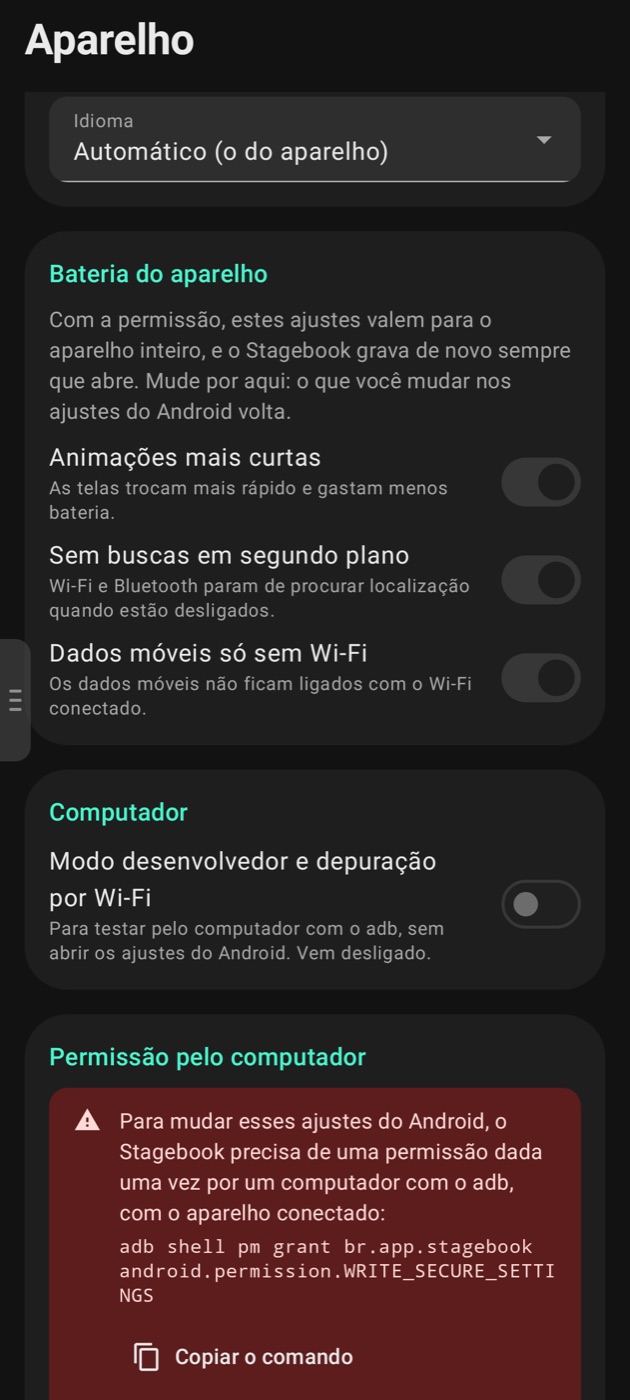 Aparelho
Idioma
Automático (o do aparelho)
Bateria do aparelho
Com a permissão, estes ajustes valem para o
aparelho inteiro, e o Stagebook grava de novo sempre
que abre. Mude por aqui: o que você mudar nos
ajustes do Android volta.
Animações mais curtas
As telas trocam mais rápido e gastam menos
bateria.
Sem buscas em segundo plano
Wi-Fi e Bluetooth param de procurar localização
quando estão desligados.
Dados móveis só sem Wi-Fi
Os dados móveis não ficam ligados com o Wi-Fi
conectado.
Computador
Modo desenvolvedor e depuração
por Wi-Fi
Para testar pelo computador com o adb, sem
abrir os ajustes do Android. Vem desligado.
Permissão pelo computador
Para mudar esses ajustes do Android, o
Stagebook precisa de uma permissão dada
uma vez por um computador com o adb,
com o aparelho conectado:
adb shell pm grant br.app.stagebook
android.permission.WRITE_SECURE_SETTI
NGS
Copiar o comando